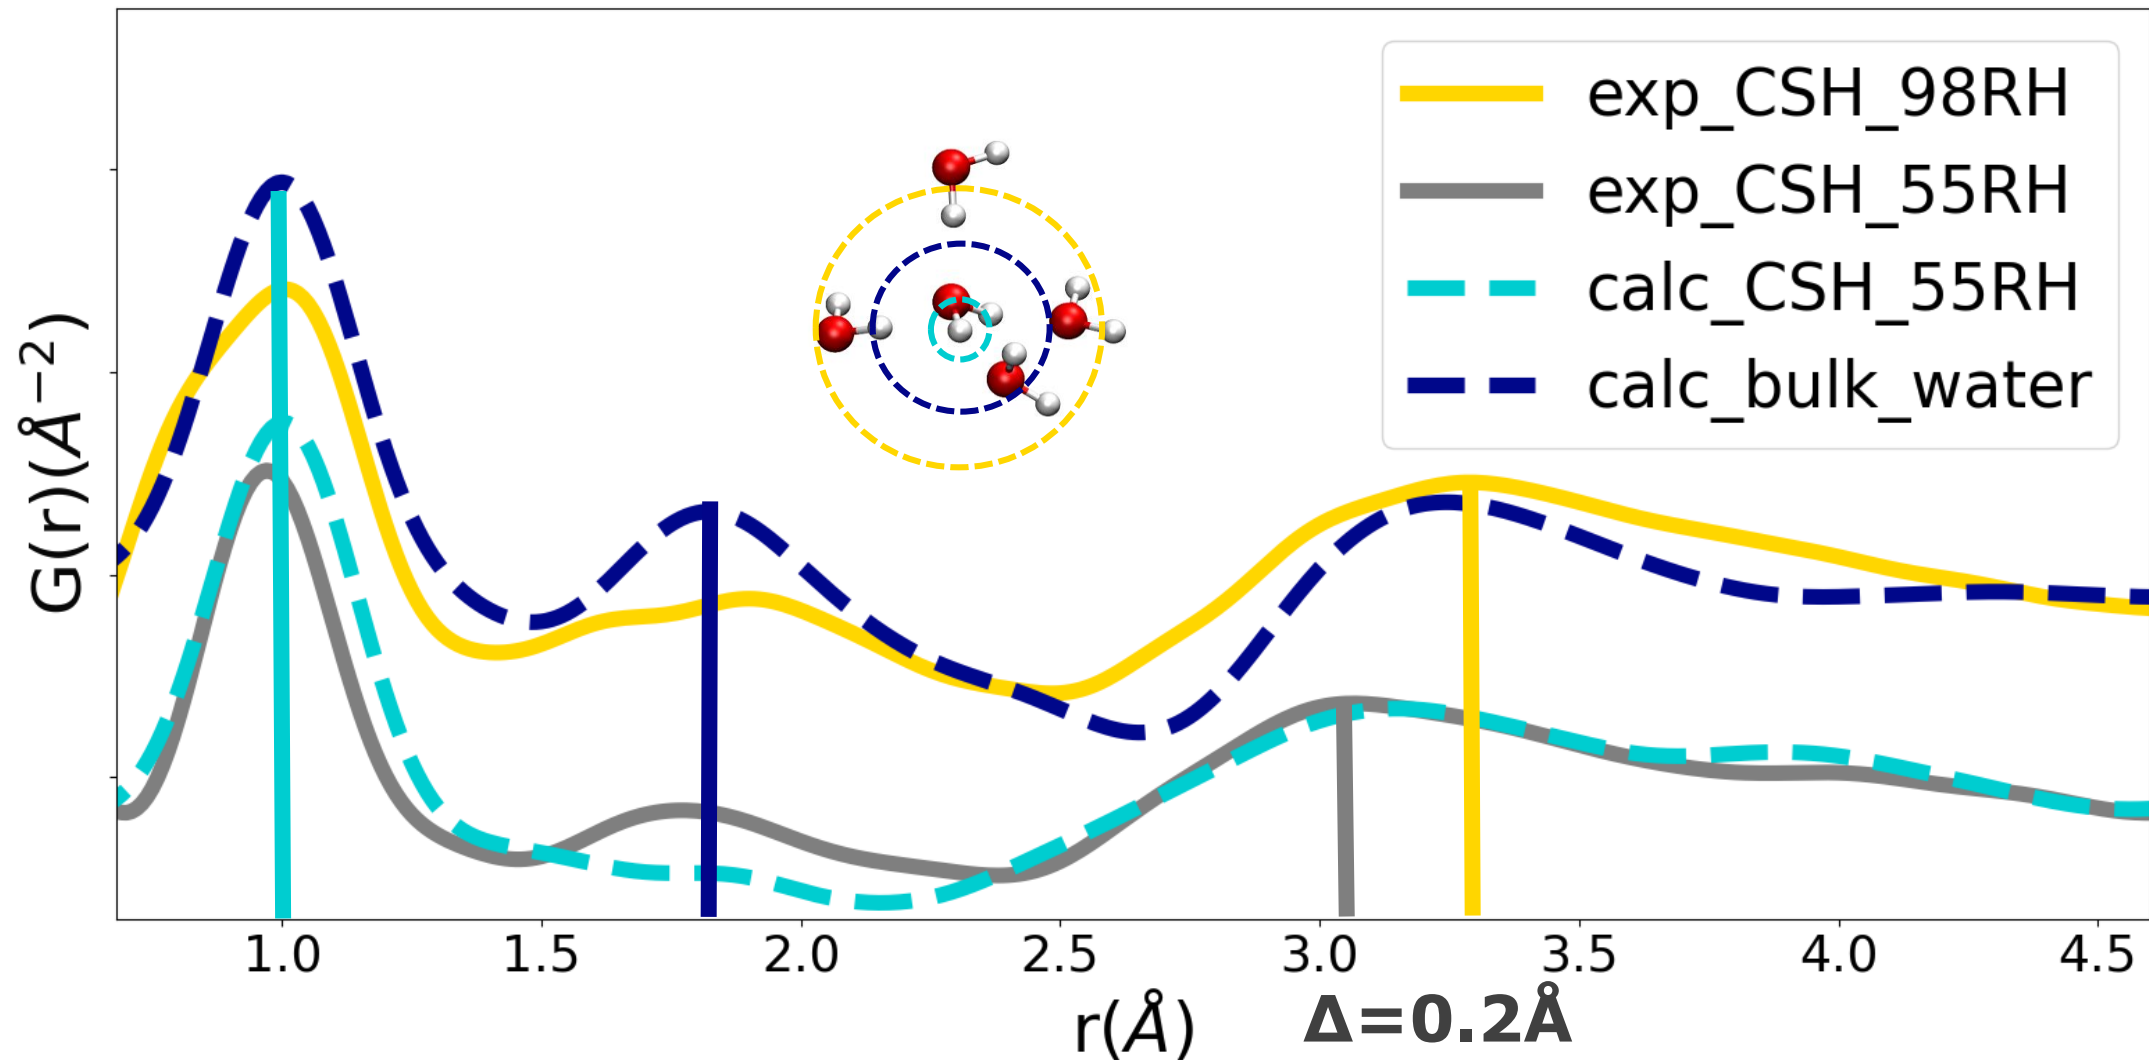 exp_CSH_98RH
exp_CSH_55RH
calc_CSH_55RH
calc_bulk_water
G(r)(Å⁻²)
1.0 1.5 2.0 2.5 3.0 3.5 4.0 4.5
r(Å)
Δ=0.2Å